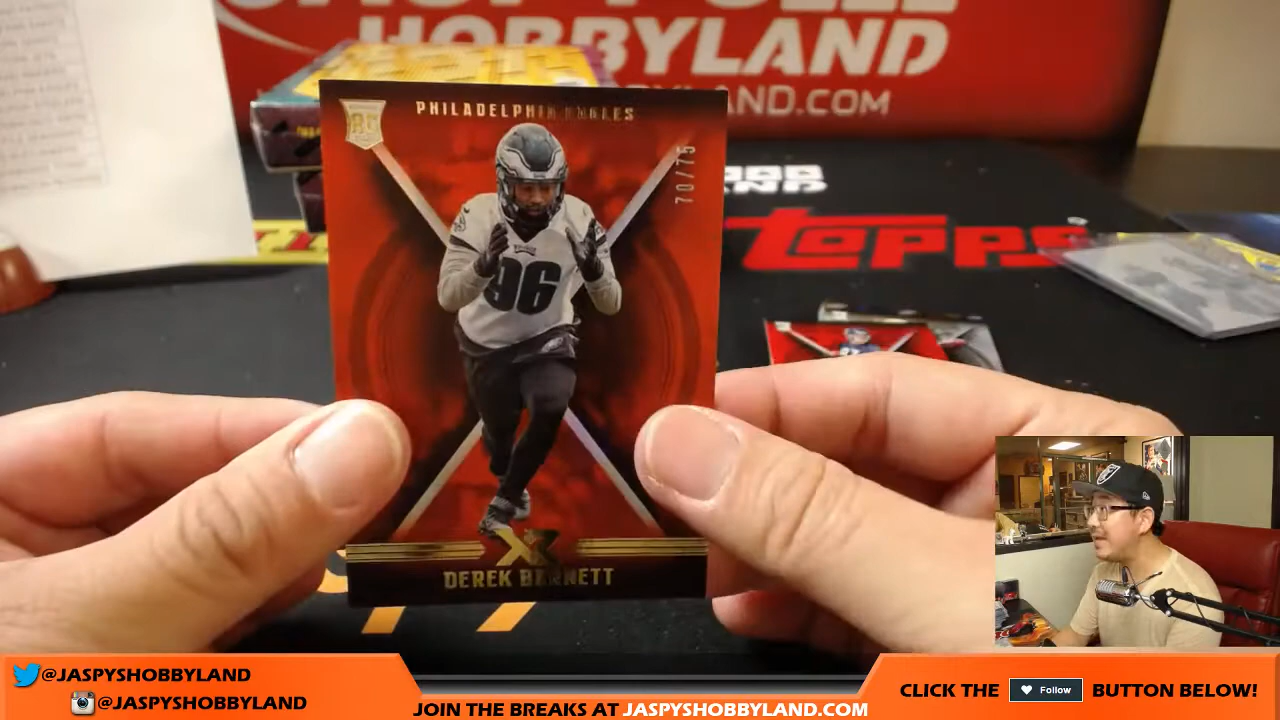 HOBBYLAND
.COM
PHILADELPHIA EAGLES
RC
70/75
TOPPS
96
XR
DEREK BARNETT
@JASPYSHOBBYLAND
@JASPYSHOBBYLAND
JOIN THE BREAKS AT JASPYSHOBBYLAND.COM
CLICK THE Follow BUTTON BELOW!